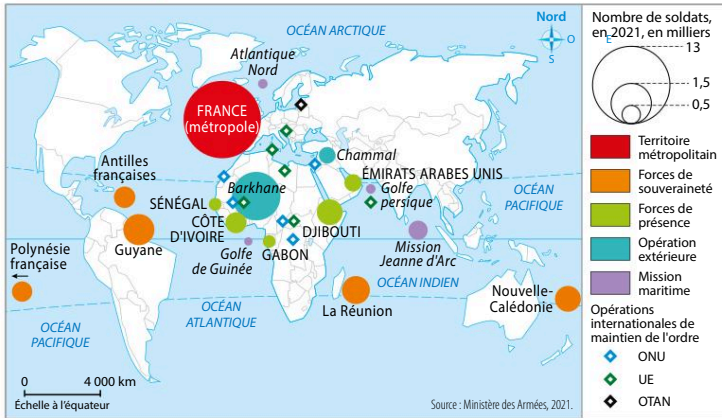 OCÉAN ARCTIQUE
Nord
O
E
S
Atlantique
Nord
OTAN
FRANCE
(métropole)
Chammal
Antilles
françaises
Barkhane
ÉMIRATS ARABES UNIS
Golfe
persique
OCÉAN
PACIFIQUE
SÉNÉGAL
CÔTE
D'IVOIRE
DJIBOUTI
Guyane
Polynésie
française
Golfe
de Guinée
GABON
Mission
Jeanne d'Arc
OCÉAN INDIEN
Nouvelle-
Calédonie
La Réunion
OCÉAN
ATLANTIQUE
OCÉAN
PACIFIQUE
0
4 000 km
Échelle à l'équateur
Source : Ministère des Armées, 2021.
Nombre de soldats,
en 2021, en milliers
13
1,5
0,5
Territoire
métropolitain
Forces de
souveraineté
Forces de
présence
Opération
extérieure
Mission
maritime
Opérations
internationales de
maintien de l'ordre
ONU
UE
OTAN